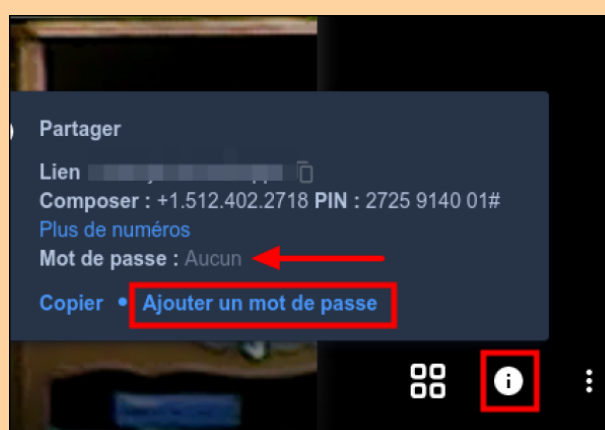 Partager
Lien
Composer : +1.512.402.2718 PIN : 2725 9140 01#
Plus de numéros
Mot de passe : Aucun
Copier • Ajouter un mot de passe